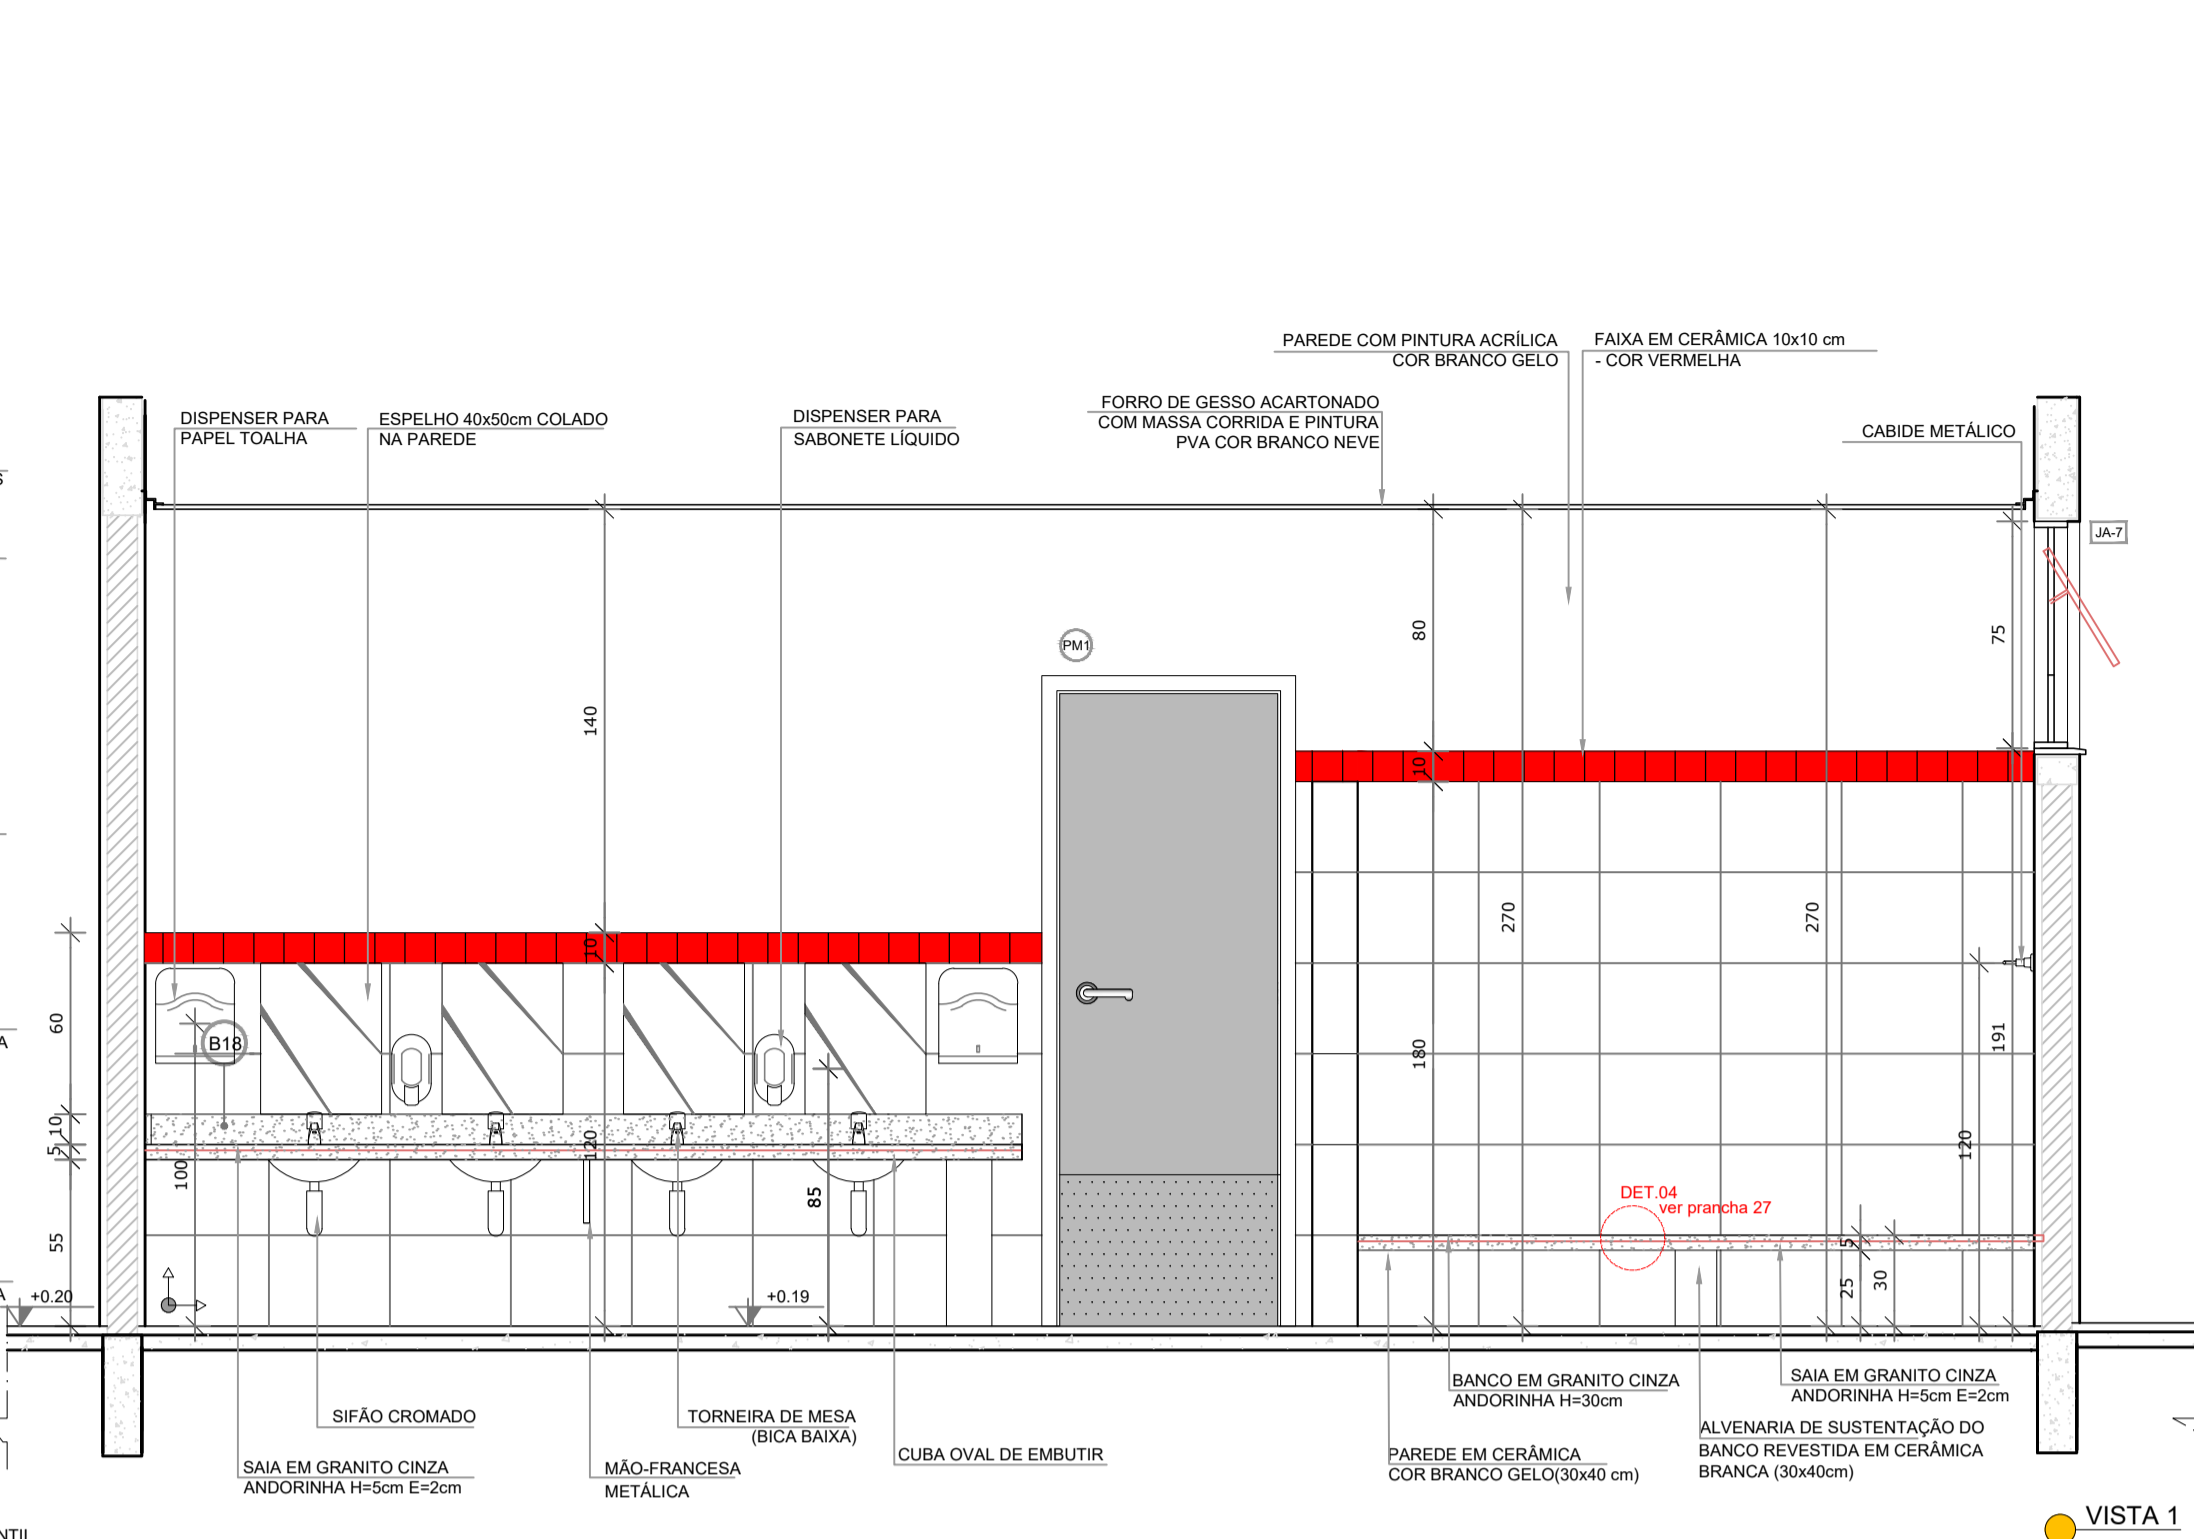 PAREDE COM PINTURA ACRÍLICA
COR BRANCO GELO
FAIXA EM CERÂMICA 10x10 cm
- COR VERMELHA
FORRO DE GESSO ACARTONADO
COM MASSA CORRIDA E PINTURA
PVA COR BRANCO NEVE
DISPENSER PARA
PAPEL TOALHA
ESPELHO 40x50cm COLADO
NA PAREDE
DISPENSER PARA
SABONETE LÍQUIDO
CABIDE METÁLICO
JA-7
PM1
80
75
140
10
10
270
270
60
B18
180
191
10
5
100
120
85
120
DET.04
ver prancha 27
55
5
25
30
+0.20
+0.19
BANCO EM GRANITO CINZA
ANDORINHA H=30cm
SAIA EM GRANITO CINZA
ANDORINHA H=5cm E=2cm
SIFÃO CROMADO
TORNEIRA DE MESA
(BICA BAIXA)
CUBA OVAL DE EMBUTIR
ALVENARIA DE SUSTENTAÇÃO DO
BANCO REVESTIDA EM CERÂMICA
BRANCA (30x40cm)
PAREDE EM CERÂMICA
COR BRANCO GELO(30x40 cm)
SAIA EM GRANITO CINZA
ANDORINHA H=5cm E=2cm
MÃO-FRANCESA
METÁLICA
VISTA 1